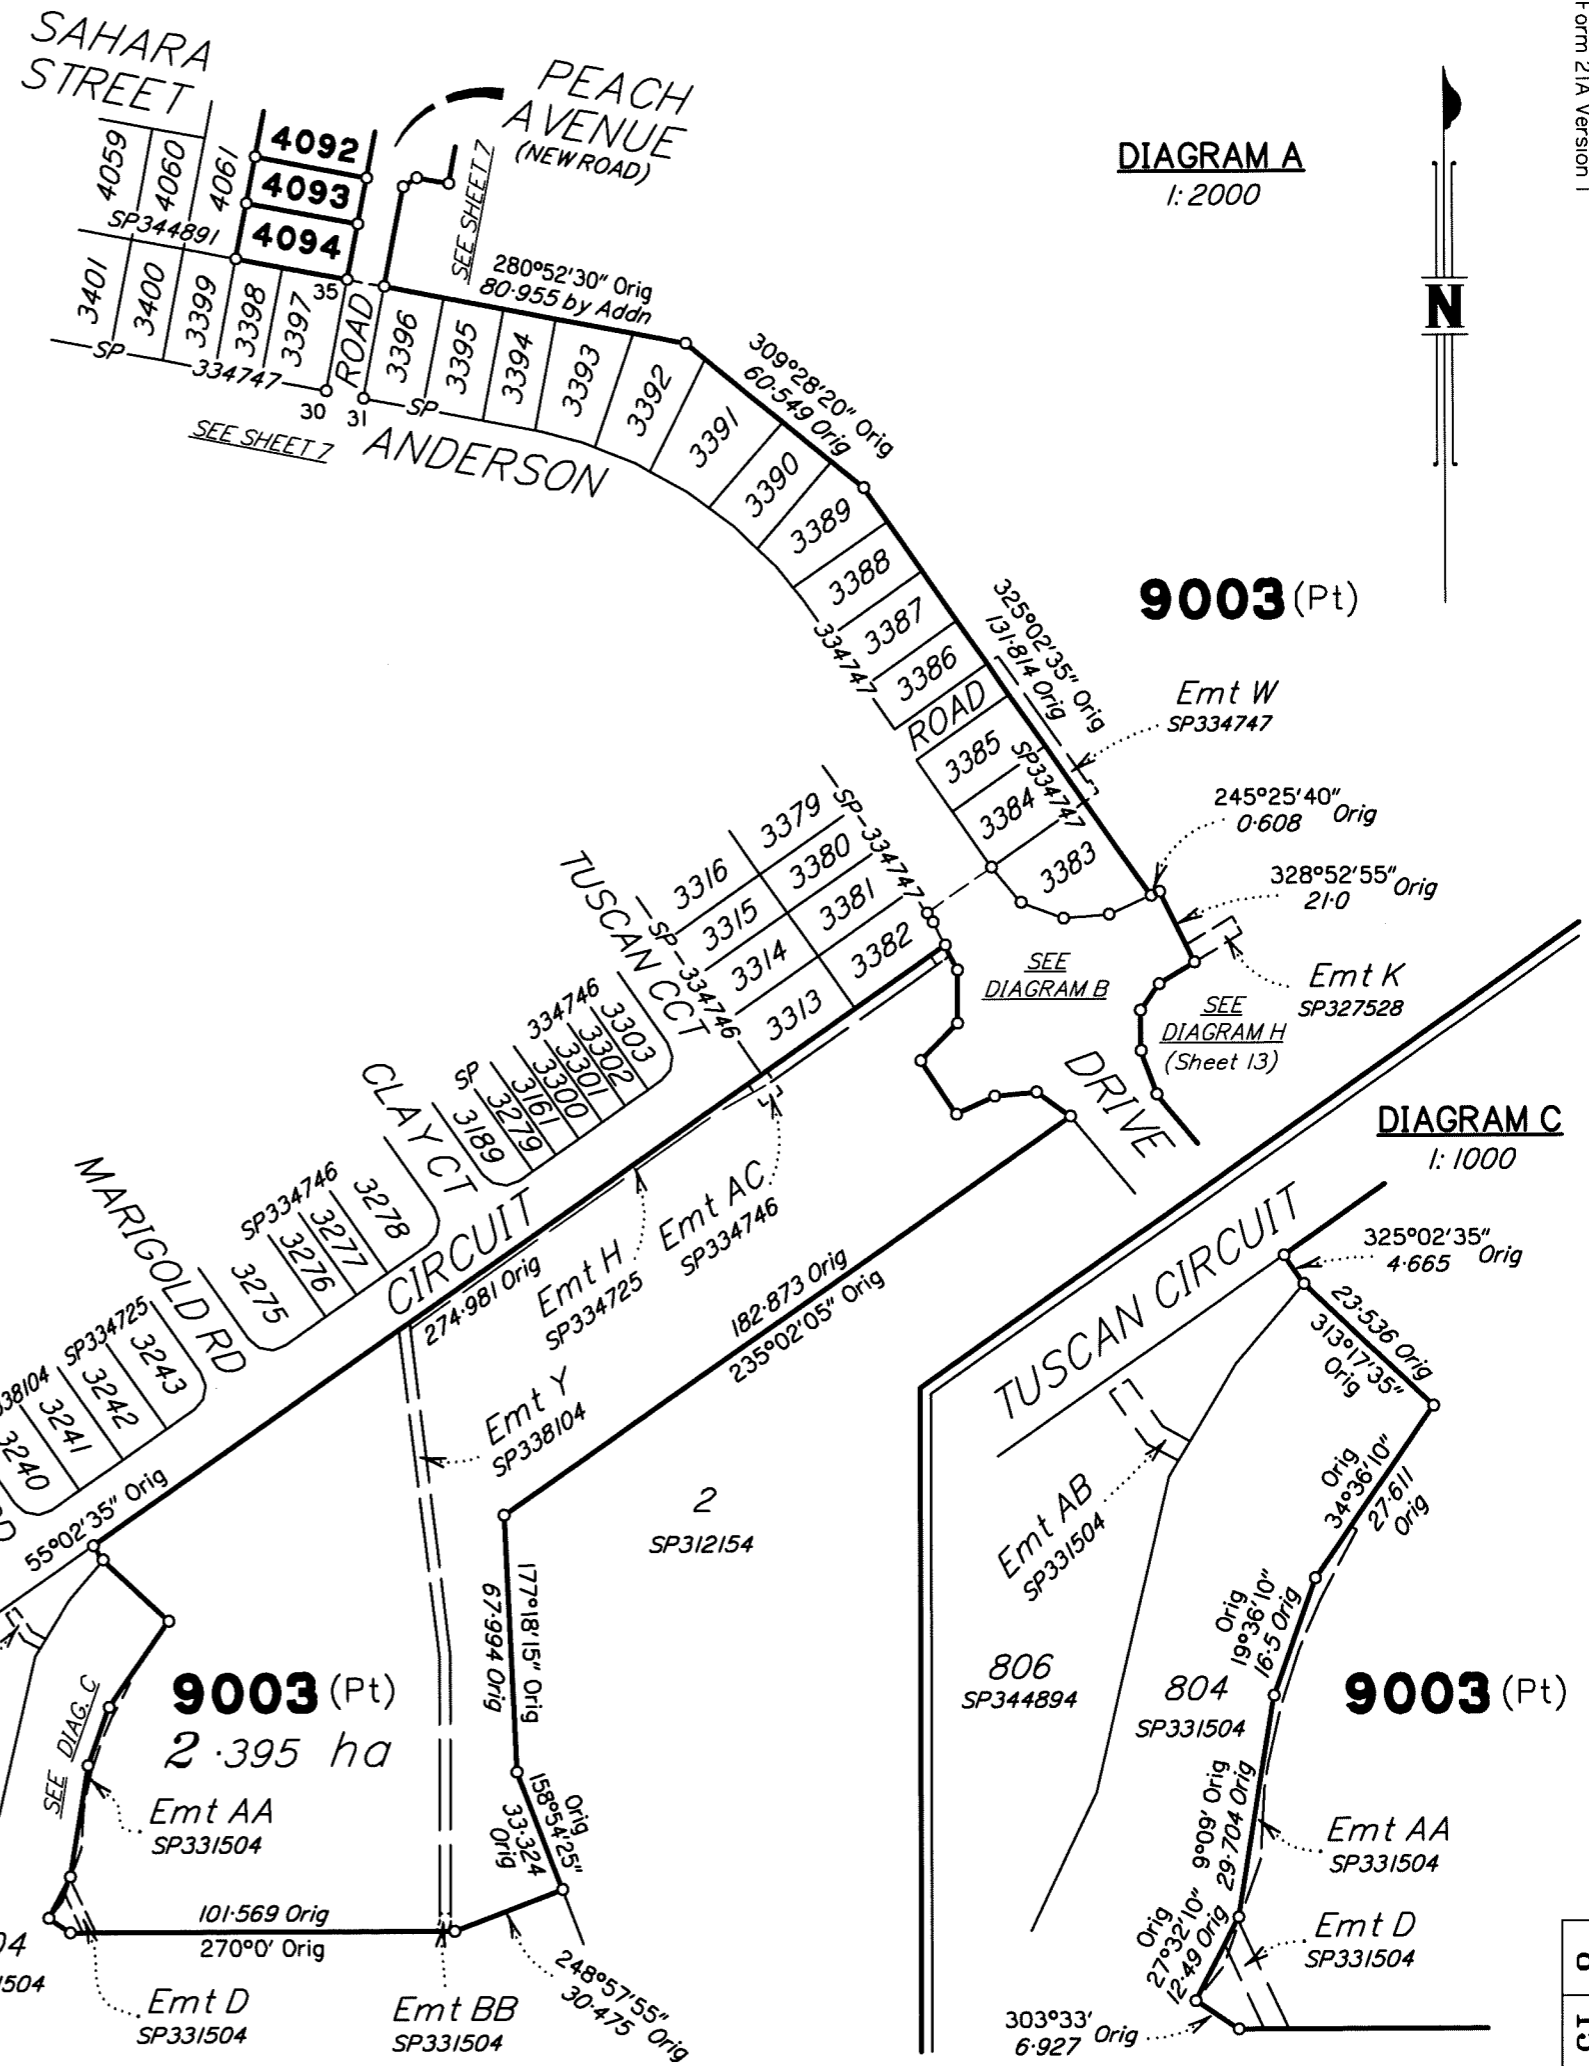 Form 21A Version 1
SAHARA
STREET
PEACH
AVENUE
(NEW ROAD)
SEE SHEET 7
DIAGRAM A
1:2000
N
4059
4060
4061
SP344891
4092
4093
4094
3401
3400
3399
3398
3397
SP
334747
35
30
31
ROAD
SEE SHEET 7
280°52'30" Orig
80·955 by Addn
3396
3395
3394
3393
3392
3391
3390
3389
3388
3387
3386
SP
334747
ANDERSON
309°28'20" Orig
60·549 Orig
325°02'35" Orig
131·814 Orig
9003 (Pt)
ROAD
3385
3384
3383
SP334747
Emt W
SP334747
245°25'40"
0·608 Orig
328°52'55"
21·0 Orig
Emt K
SP327528
SEE
DIAGRAM B
SEE
DIAGRAM H
(Sheet 13)
DRIVE
TUSCAN CCT
SP
334746
SP
334747
3316
3315
3314
3313
3379
3380
3381
3382
334746
3303
3302
3301
3300
3161
3279
3189
SP
CLAY CT
SP334746
3278
3277
3276
3275
MARIGOLD RD
SP334725
3243
3242
3241
3240
38104
CIRCUIT
55°02'35" Orig
274·981 Orig
Emt H
SP334725
Emt AC
SP334746
Emt Y
SP338104
182·873 Orig
235°02'05" Orig
2
SP312154
177°18'15" Orig
67·994 Orig
158°54'25"
Orig
33·324
Orig
248°57'55"
30·475 Orig
101·569 Orig
270°0' Orig
9003 (Pt)
2·395 ha
SEE DIAG. C
Emt AA
SP331504
Emt D
SP331504
Emt BB
SP331504
04
1504
DIAGRAM C
1:1000
TUSCAN CIRCUIT
325°02'35"
4·665 Orig
23·536 Orig
313°17'35"
Orig
34°36'10"
Orig
27·611
Orig
19°36'10"
Orig
16·5 Orig
9°09' Orig
29·704 Orig
27°32'10"
Orig
12·49 Orig
303°33'
6·927 Orig
Emt AB
SP331504
806
SP344894
804
SP331504
9003 (Pt)
Emt AA
SP331504
Emt D
SP331504